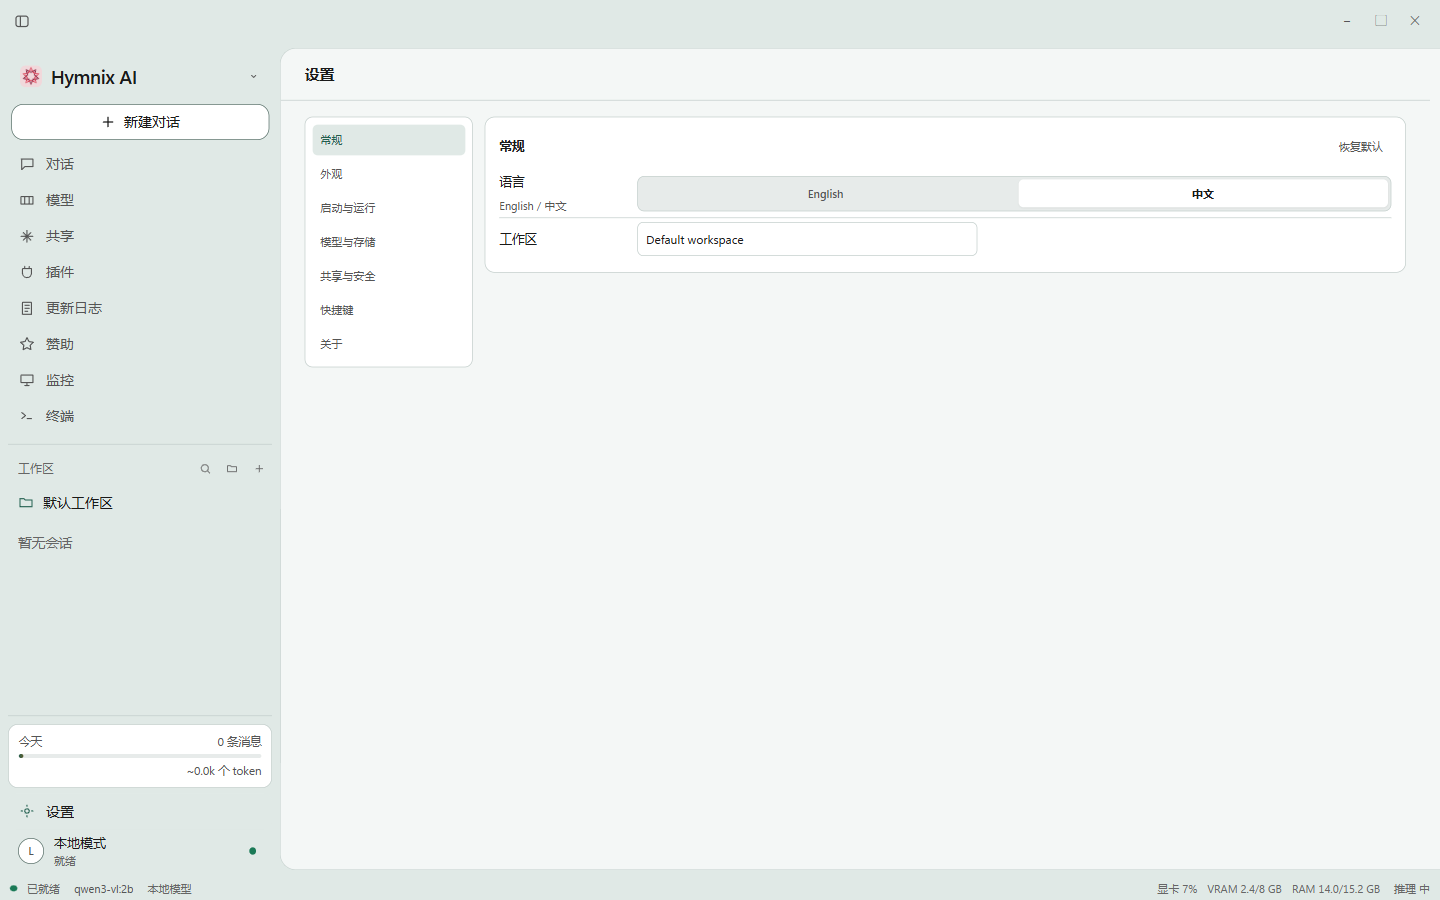 Hymnix AI
新建对话
对话
模型
共享
插件
更新日志
赞助
监控
终端
工作区
默认工作区
暂无会话
今天 0 条消息
~0.0k 个 token
设置
L 本地模式
就绪
设置
常规
外观
启动与运行
模型与存储
共享与安全
快捷键
关于
常规 恢复默认
语言
English / 中文
English 中文
工作区 Default workspace
已就绪 qwen3-vl:2b 本地模型 显卡 7% VRAM 2.4/8 GB RAM 14.0/15.2 GB 推理 中